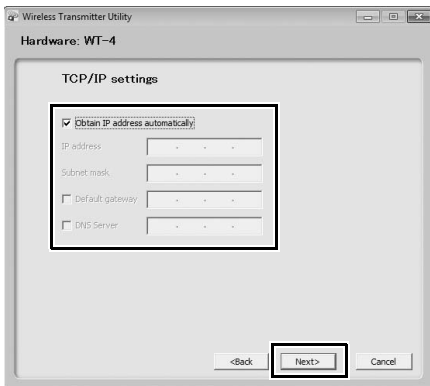 Wireless Transmitter Utility
Hardware: WT-4
TCP/IP settings
Obtain IP address automatically
IP address
Subnet mask
Default gateway
DNS Server
<Back
Next>
Cancel